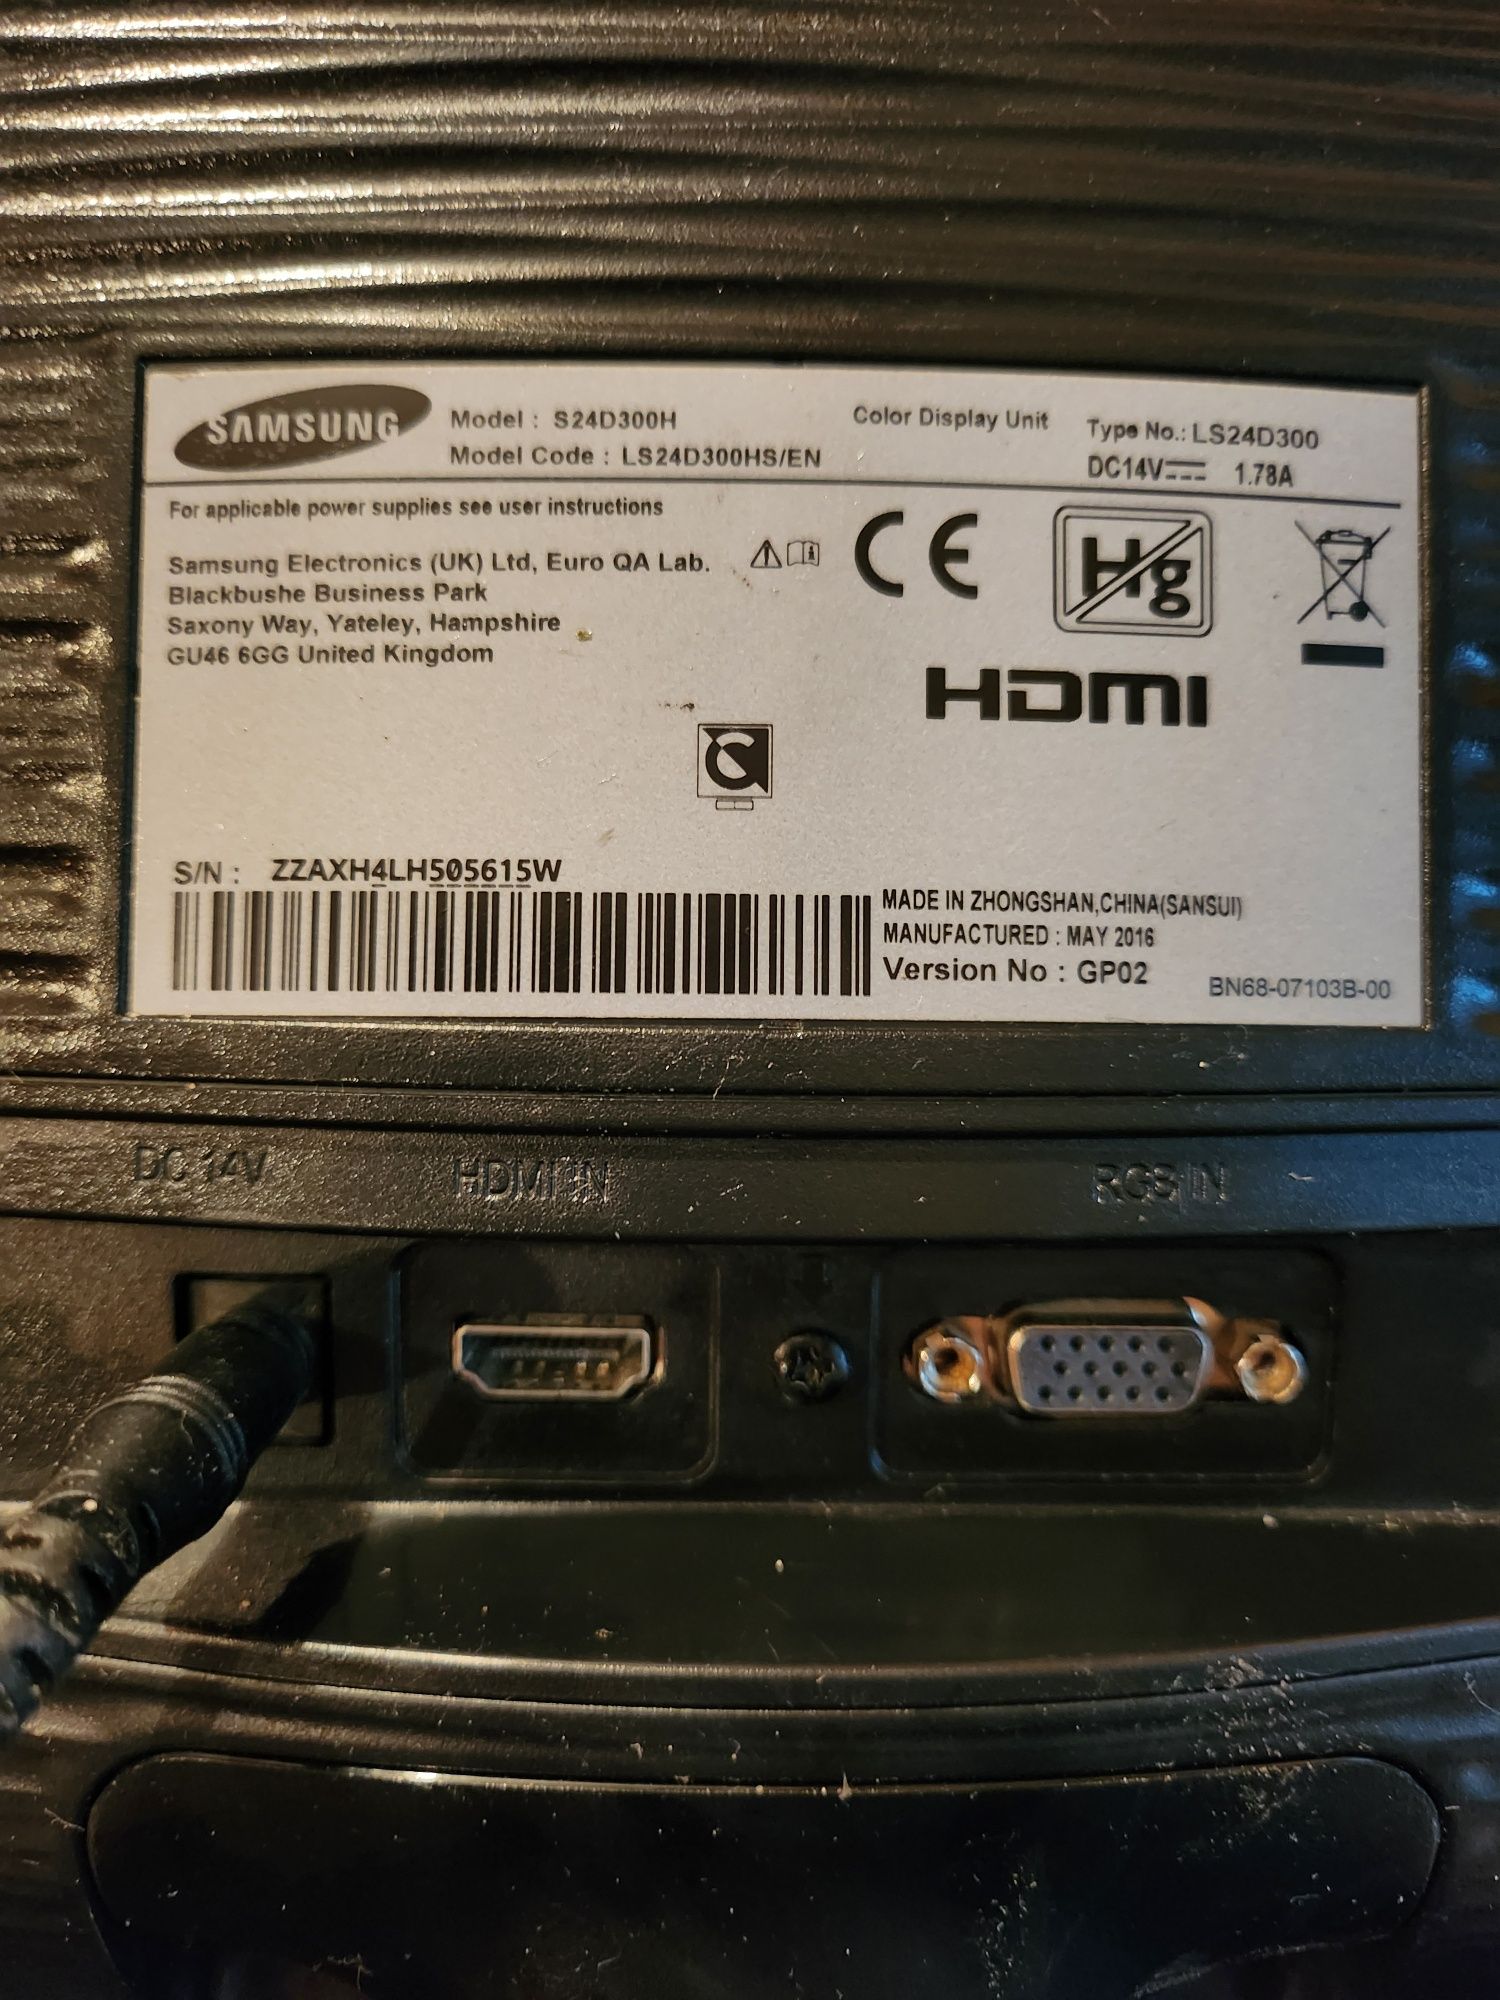 SAMSUNG
Model : S24D300H
Model Code : LS24D300HS/EN
Color Display Unit
Type No.: LS24D300
DC14V 1.78A
For applicable power supplies see user instructions
Samsung Electronics (UK) Ltd, Euro QA Lab.
Blackbushe Business Park
Saxony Way, Yateley, Hampshire
GU46 6GG United Kingdom
CE
Hg
HDMI
S/N : ZZAXH4LH505615W
MADE IN ZHONGSHAN,CHINA(SANSUI)
MANUFACTURED : MAY 2016
Version No : GP02
BN68-07103B-00
DC 14V
HDMI IN
RGB IN